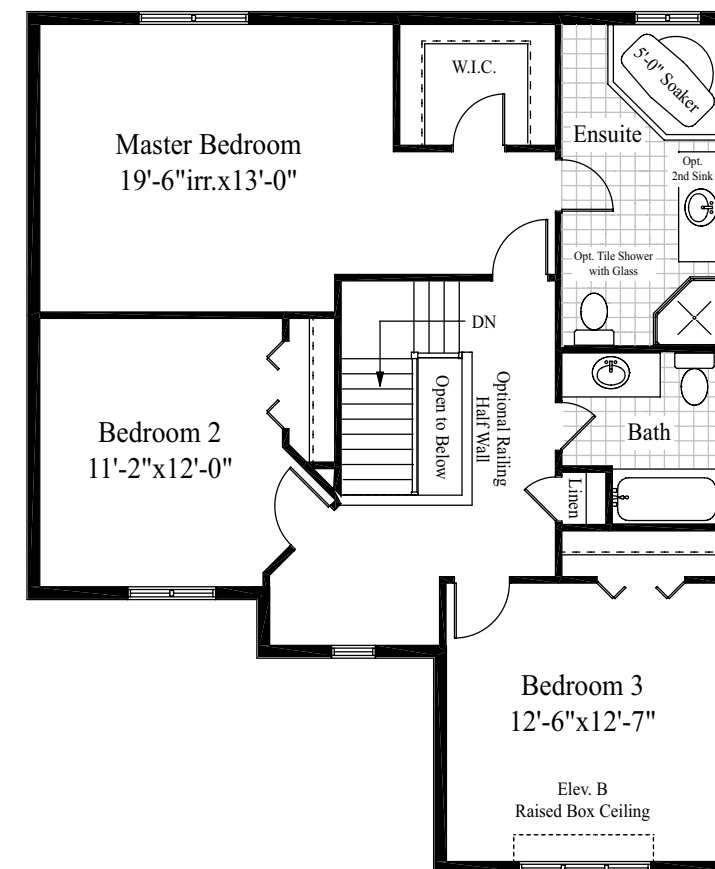 W.I.C.
5'-0" Soaker
Master Bedroom
19'-6"irr.x13'-0"
Ensuite
Opt.
2nd Sink
Opt. Tile Shower
with Glass
DN
Open to Below
Optional Railing
Half Wall
Bedroom 2
11'-2"x12'-0"
Bath
Linen
Bedroom 3
12'-6"x12'-7"
Elev. B
Raised Box Ceiling